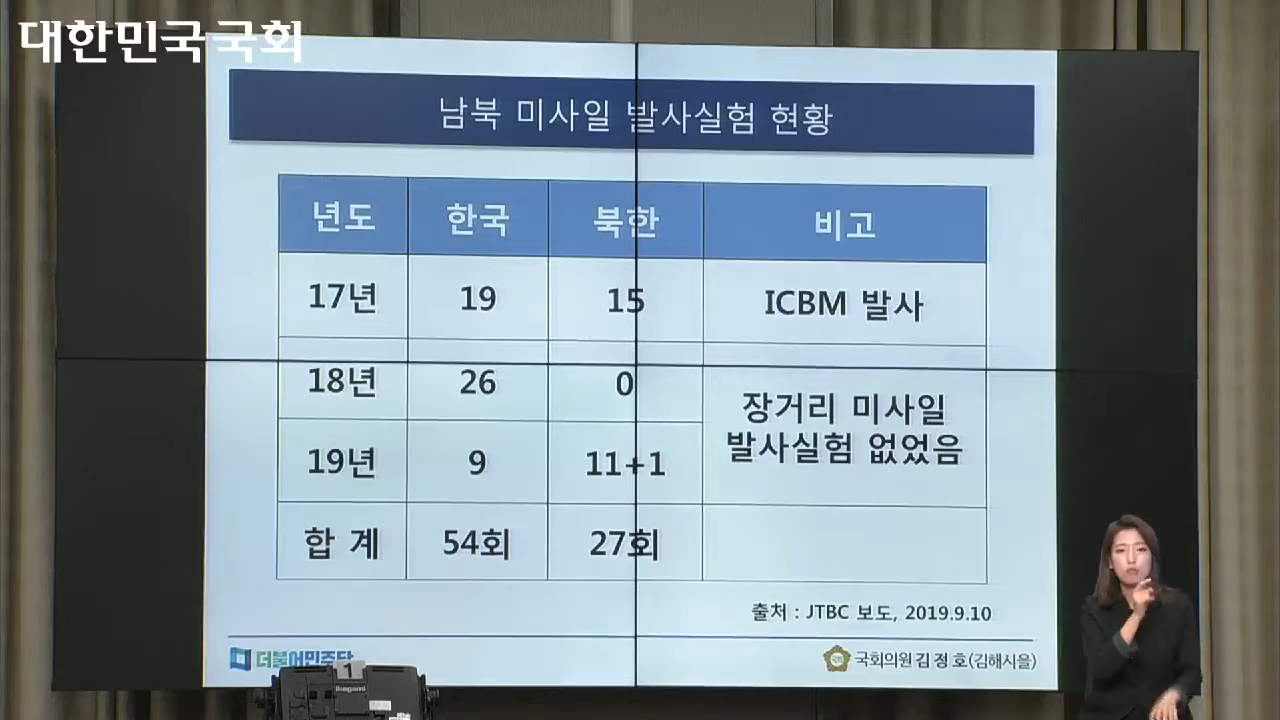 대한민국국회
남북 미사일 발사실험 현황
년도 한국 북한 비고
17년 19 15 ICBM 발사
18년 26 0
장거리 미사일
발사실험 없었음
19년 9 11+1
합 계 54회 27회
출처 : JTBC 보도, 2019.9.10
더불어민주당
국회의원 김 정 호(김해시을)
1
Ikegami